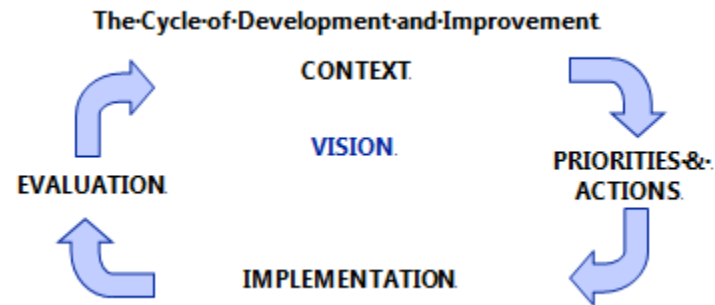 The·Cycle·of·Development·and·Improvement
CONTEXT
VISION
PRIORITIES·&·
ACTIONS
EVALUATION
IMPLEMENTATION